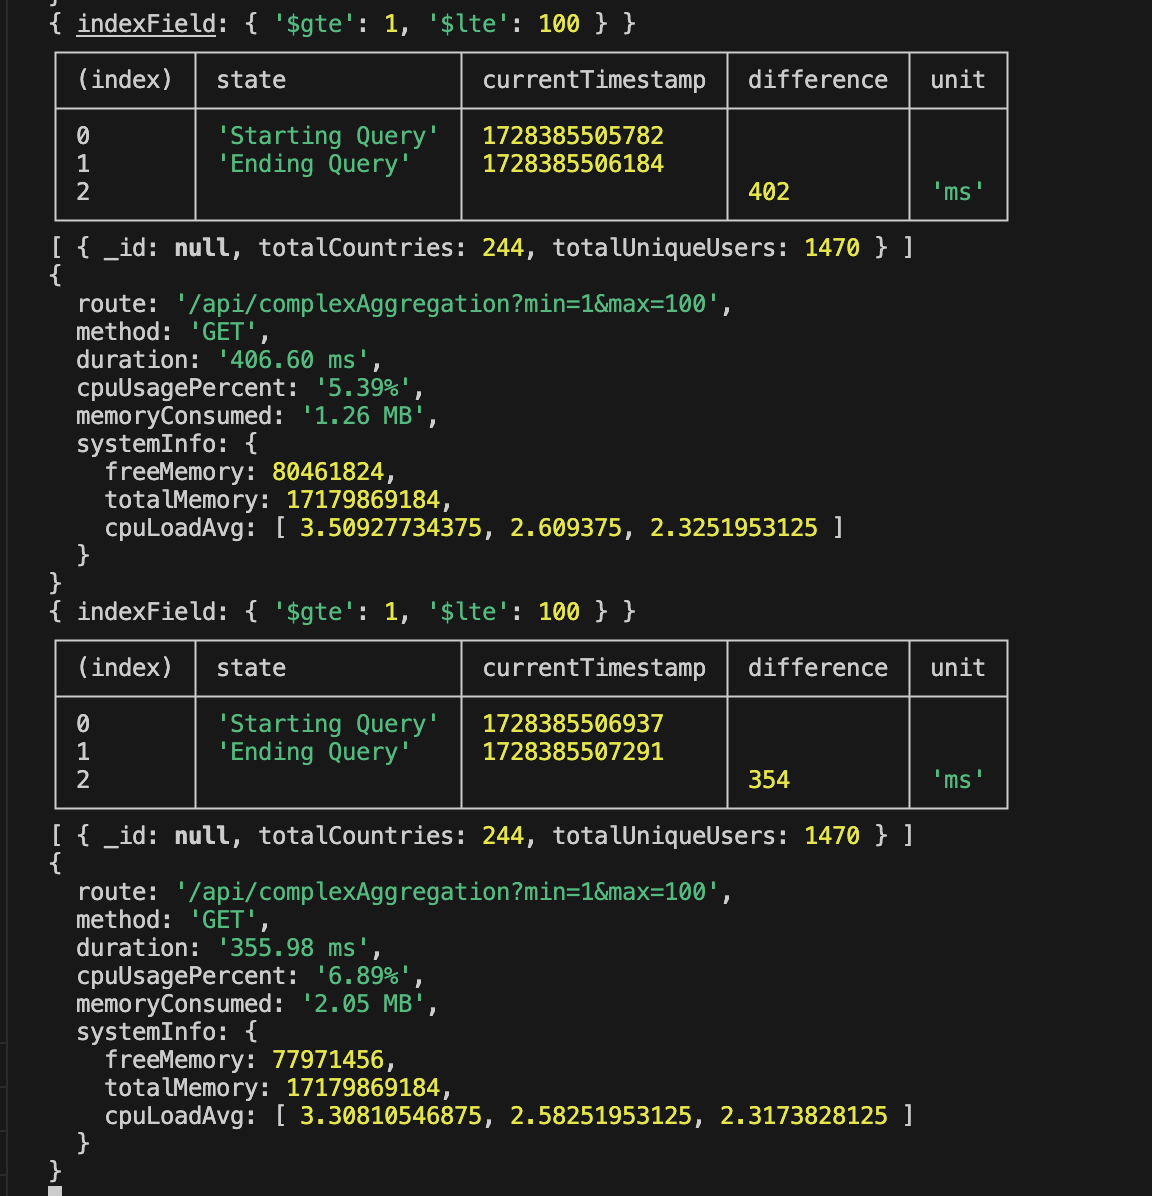 }
{ indexField: { '$gte': 1, '$lte': 100 } }
(index) state currentTimestamp difference unit
0 'Starting Query' 1728385505782
1 'Ending Query' 1728385506184
2 402 'ms'
[ { _id: null, totalCountries: 244, totalUniqueUsers: 1470 } ]
{
route: '/api/complexAggregation?min=1&max=100',
method: 'GET',
duration: '406.60 ms',
cpuUsagePercent: '5.39%',
memoryConsumed: '1.26 MB',
systemInfo: {
freeMemory: 80461824,
totalMemory: 17179869184,
cpuLoadAvg: [ 3.50927734375, 2.609375, 2.3251953125 ]
}
}
{ indexField: { '$gte': 1, '$lte': 100 } }
(index) state currentTimestamp difference unit
0 'Starting Query' 1728385506937
1 'Ending Query' 1728385507291
2 354 'ms'
[ { _id: null, totalCountries: 244, totalUniqueUsers: 1470 } ]
{
route: '/api/complexAggregation?min=1&max=100',
method: 'GET',
duration: '355.98 ms',
cpuUsagePercent: '6.89%',
memoryConsumed: '2.05 MB',
systemInfo: {
freeMemory: 77971456,
totalMemory: 17179869184,
cpuLoadAvg: [ 3.30810546875, 2.58251953125, 2.3173828125 ]
}
}